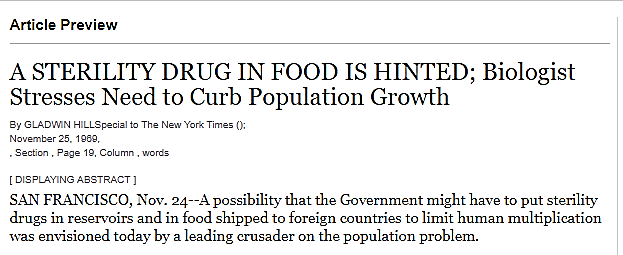 Article Preview
A STERILITY DRUG IN FOOD IS HINTED; Biologist
Stresses Need to Curb Population Growth
By GLADWIN HILLSpecial to The New York Times ();
November 25, 1969,
, Section , Page 19, Column , words
[ DISPLAYING ABSTRACT ]
SAN FRANCISCO, Nov. 24--A possibility that the Government might have to put sterility
drugs in reservoirs and in food shipped to foreign countries to limit human multiplication
was envisioned today by a leading crusader on the population problem.